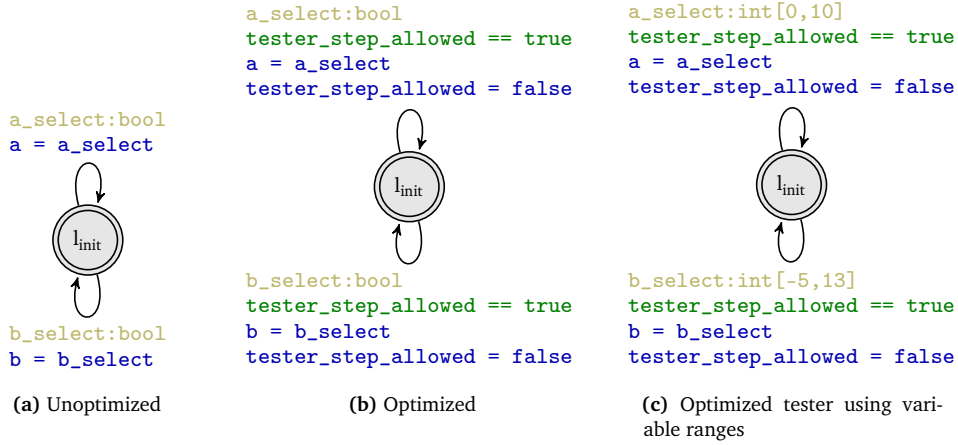 a_select:bool
a = a_select
l_init
b_select:bool
b = b_select
(a) Unoptimized
a_select:bool
tester_step_allowed == true
a = a_select
tester_step_allowed = false
l_init
b_select:bool
tester_step_allowed == true
b = b_select
tester_step_allowed = false
(b) Optimized
a_select:int[0,10]
tester_step_allowed == true
a = a_select
tester_step_allowed = false
l_init
b_select:int[-5,13]
tester_step_allowed == true
b = b_select
tester_step_allowed = false
(c) Optimized tester using vari-
able ranges